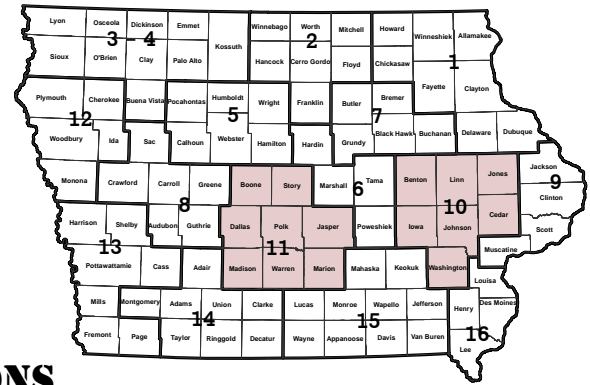 Lyon Osceola Dickinson Emmet Winnebago Worth Mitchell Howard Winneshiek Allamakee
3 - 4 Kossuth 2
Sioux O'Brien Clay Palo Alto Hancock Cerro Gordo Floyd Chickasaw 1
Fayette Clayton
Plymouth Cherokee Buena Vista Pocahontas Humboldt Wright Franklin Butler Bremer
12 5 7
Woodbury Ida Sac Calhoun Webster Hamilton Hardin Grundy Black Hawk Buchanan Delaware Dubuque
Monona Crawford Carroll Greene Boone Story Marshall Tama Benton Linn Jones Jackson
8 6 10 9
Clinton
Harrison Shelby Audubon Guthrie Dallas Polk Jasper Poweshiek Iowa Johnson Cedar Scott
13 11
Muscatine
Pottawattamie Cass Adair Madison Warren Marion Mahaska Keokuk Washington
Louisa
Mills Montgomery Adams Union Clarke Lucas Monroe Wapello Jefferson Henry Des Moines
14 15 16
Fremont Page Taylor Ringgold Decatur Wayne Appanoose Davis Van Buren Lee
ONS